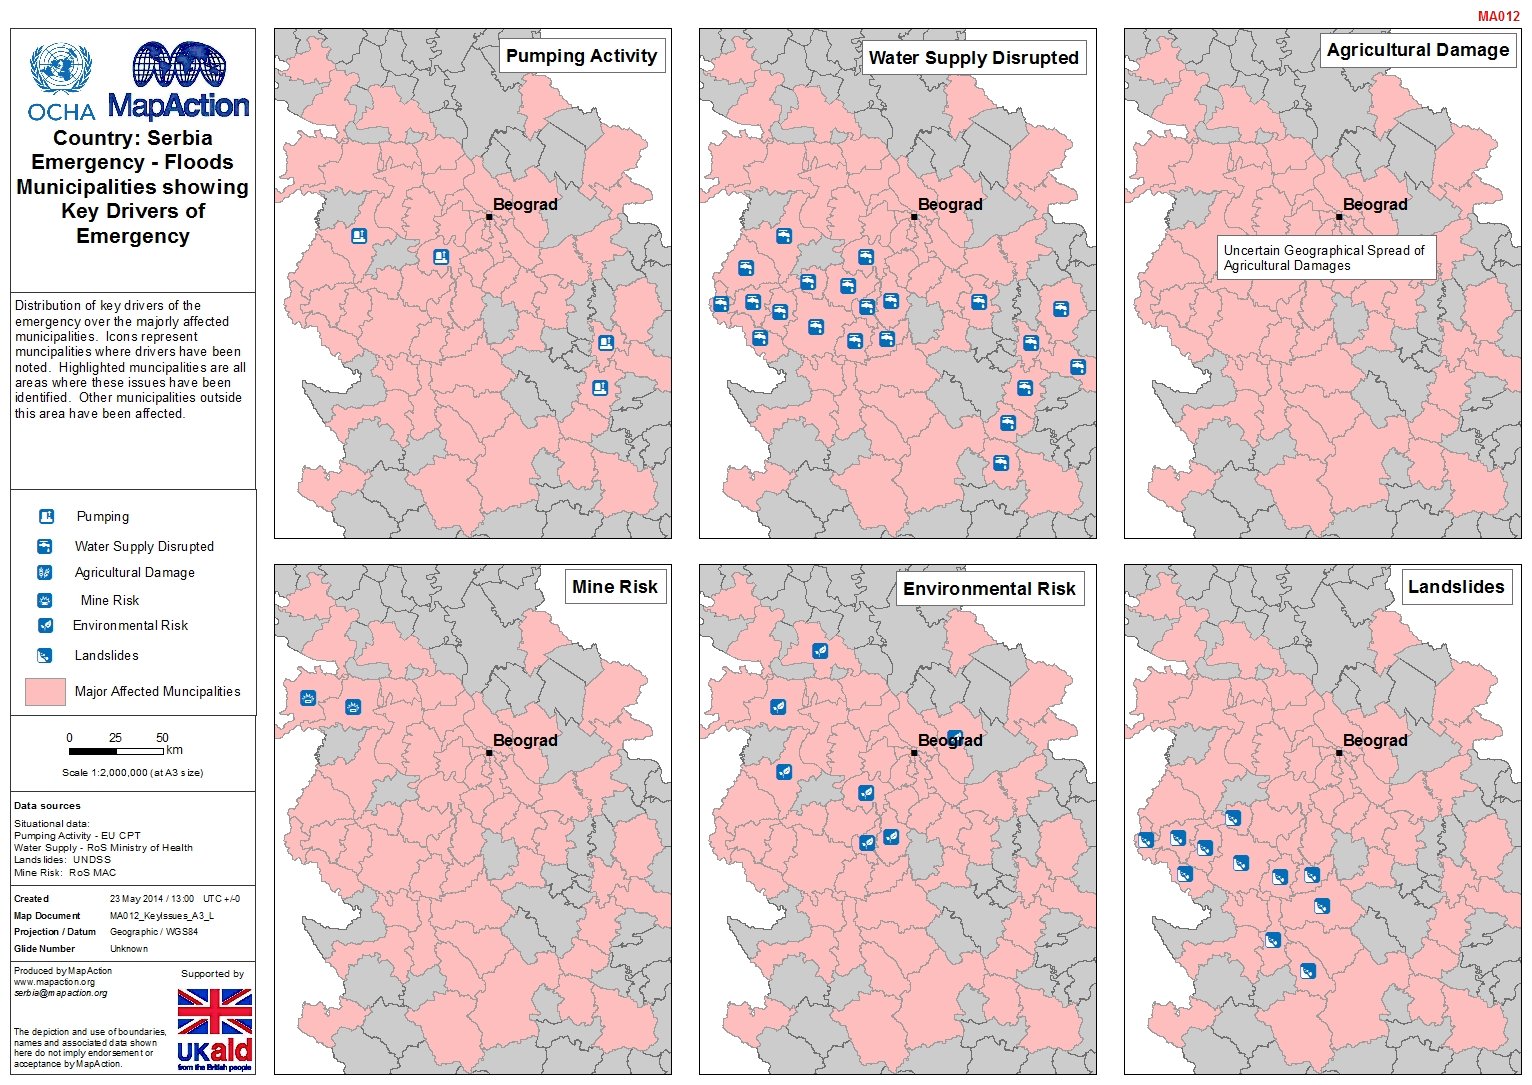 MA012
OCHA
MapAction
Country: Serbia
Emergency - Floods
Municipalities showing
Key Drivers of
Emergency
Distribution of key drivers of the
emergency over the majorly affected
municipalities. Icons represent
muncipalities where drivers have been
noted. Highlighted muncipalities are all
areas where these issues have been
identified. Other municipalities outside
this area have been affected.
Pumping
Water Supply Disrupted
Agricultural Damage
Mine Risk
Environmental Risk
Landslides
Major Affected Muncipalities
0 25 50
km
Scale 1:2,000,000 (at A3 size)
Data sources
Situational data:
Pumping Activity - EU CPT
Water Supply - RoS Ministry of Health
Landslides: UNDSS
Mine Risk: RoS MAC
Created 23 May 2014 / 13:00 UTC +/-0
Map Document MA012_KeyIssues_A3_L
Projection / Datum Geographic / WGS84
Glide Number Unknown
Produced by MapAction
www.mapaction.org
serbia@mapaction.org
Supported by
The depiction and use of boundaries,
names and associated data shown
here do not imply endorsement or
acceptance by MapAction.
UKaid
from the British people
Pumping Activity
Beograd
Water Supply Disrupted
Beograd
Agricultural Damage
Beograd
Uncertain Geographical Spread of
Agricultural Damages
Mine Risk
Beograd
Environmental Risk
Beograd
Landslides
Beograd